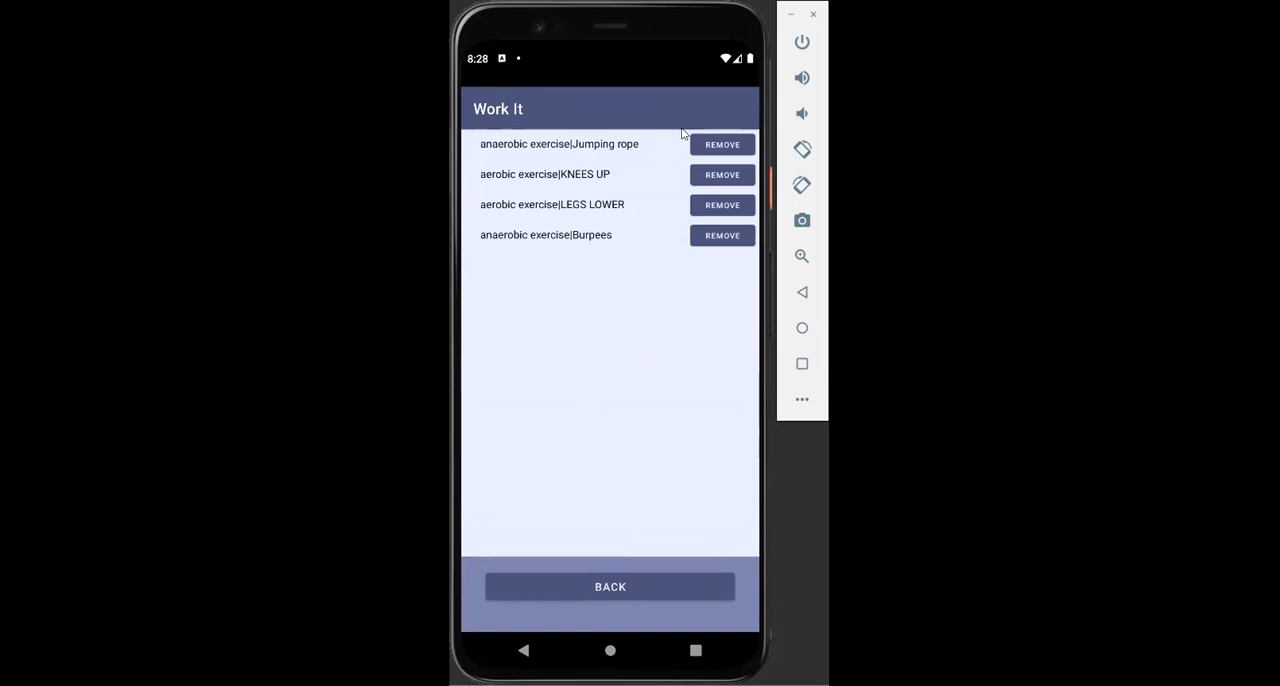 8:28
Work It
anaerobic exercise|Jumping rope
REMOVE
aerobic exercise|KNEES UP
REMOVE
aerobic exercise|LEGS LOWER
REMOVE
anaerobic exercise|Burpees
REMOVE
BACK